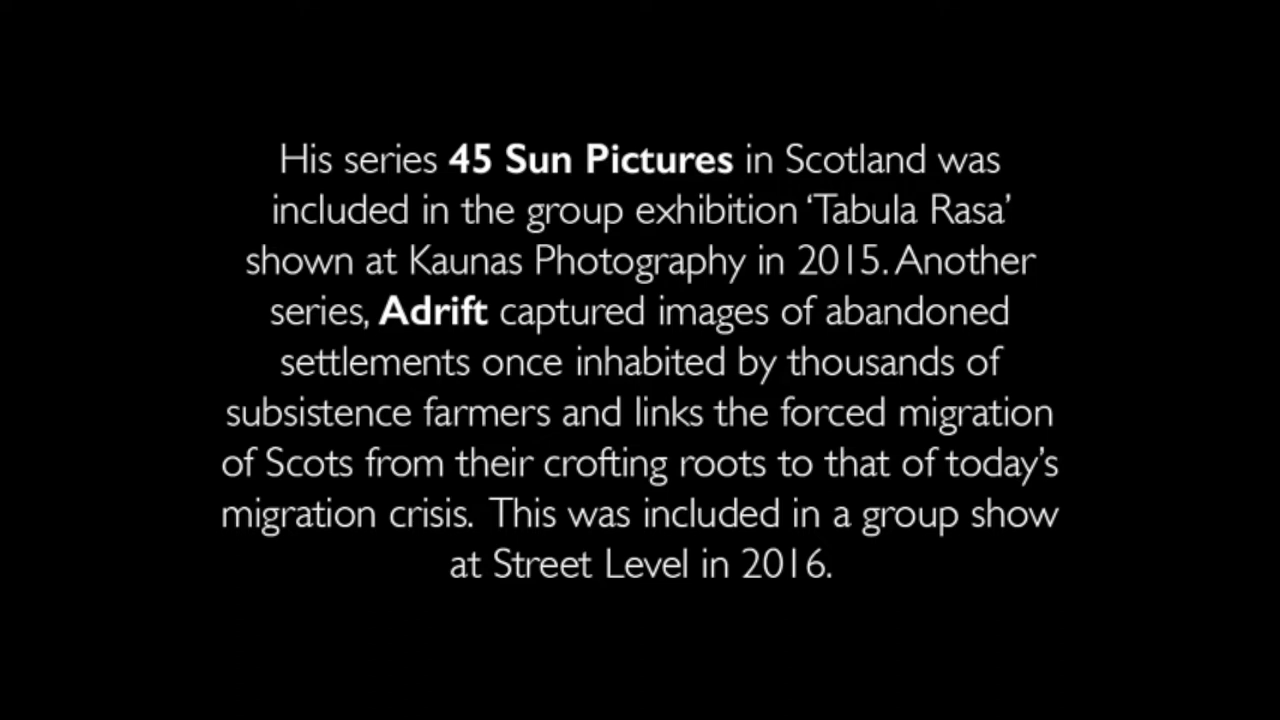 His series 45 Sun Pictures in Scotland was
included in the group exhibition ‘Tabula Rasa’
shown at Kaunas Photography in 2015. Another
series, Adrift captured images of abandoned
settlements once inhabited by thousands of
subsistence farmers and links the forced migration
of Scots from their crofting roots to that of today’s
migration crisis. This was included in a group show
at Street Level in 2016.